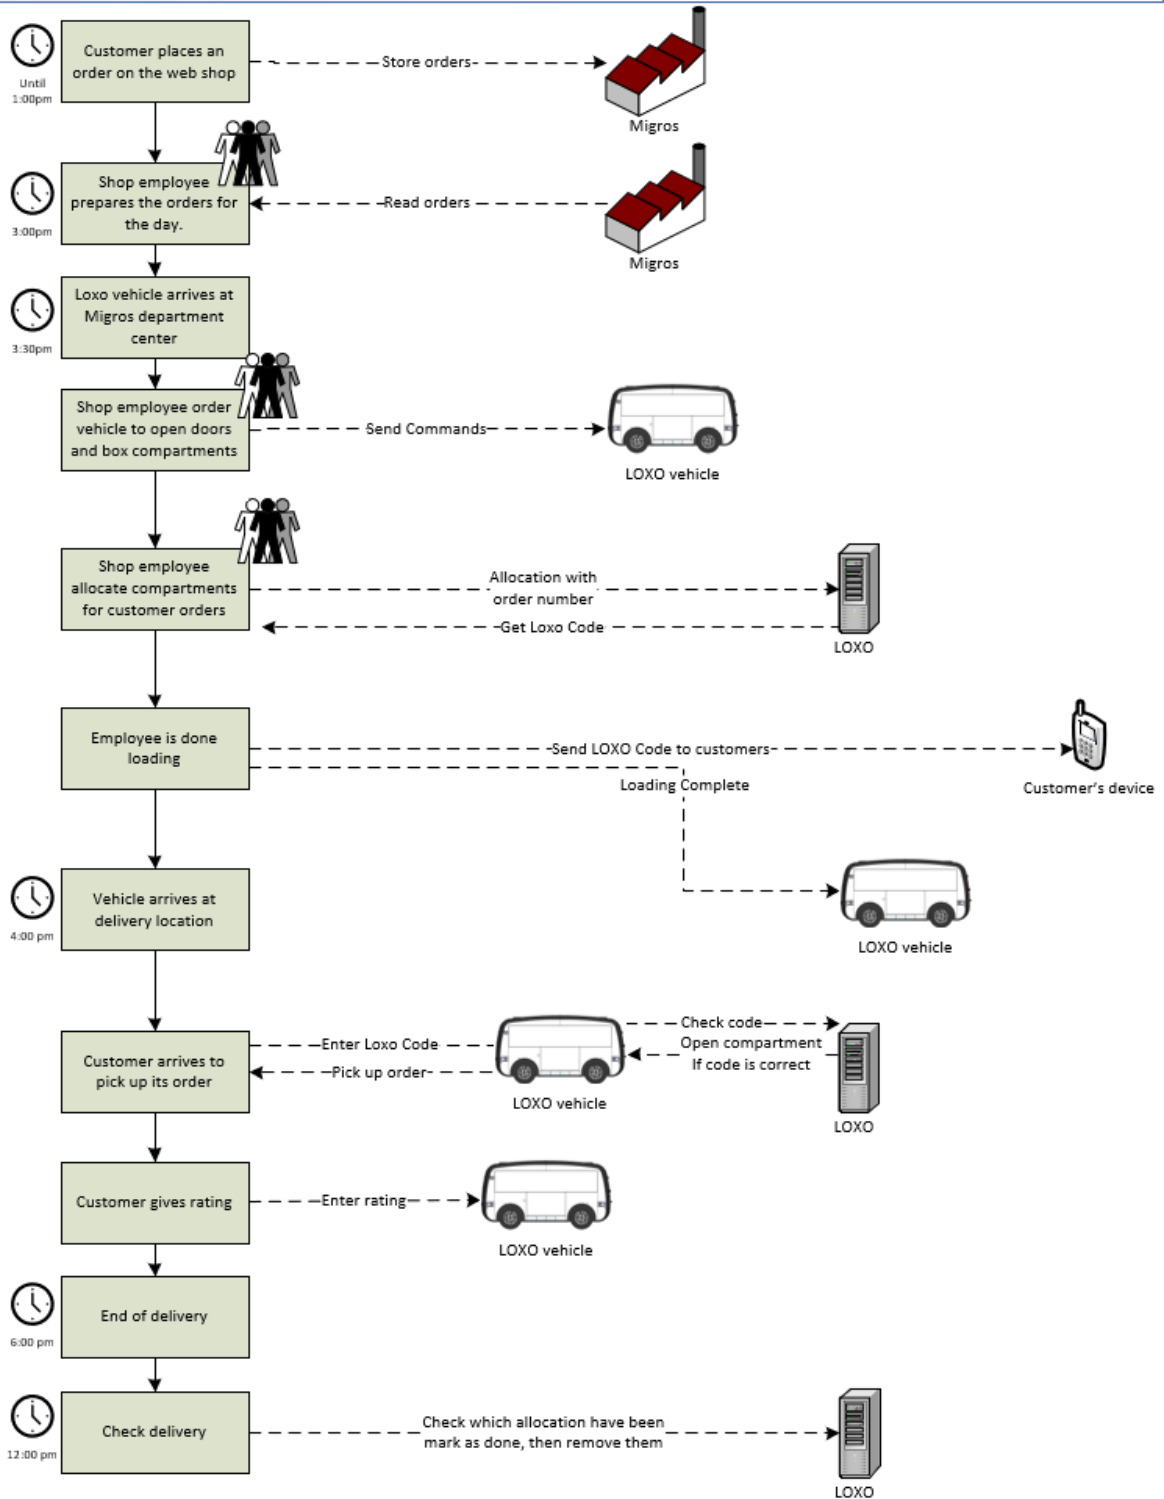 Customer places an
order on the web shop
Until
1:00pm
Store orders
Migros
Shop employee
prepares the orders for
the day.
3:00pm
Read orders
Migros
Loxo vehicle arrives at
Migros department
center
3:30pm
Shop employee order
vehicle to open doors
and box compartments
Send Commands
LOXO vehicle
Shop employee
allocate compartments
for customer orders
Allocation with
order number
Get Loxo Code
LOXO
Employee is done
loading
Send LOXO Code to customers
Loading Complete
Customer's device
LOXO vehicle
Vehicle arrives at
delivery location
4:00 pm
Customer arrives to
pick up its order
Enter Loxo Code
Pick up order
LOXO vehicle
Check code
Open compartment
If code is correct
LOXO
Customer gives rating
Enter rating
LOXO vehicle
End of delivery
6:00 pm
Check delivery
12:00 pm
Check which allocation have been
mark as done, then remove them
LOXO